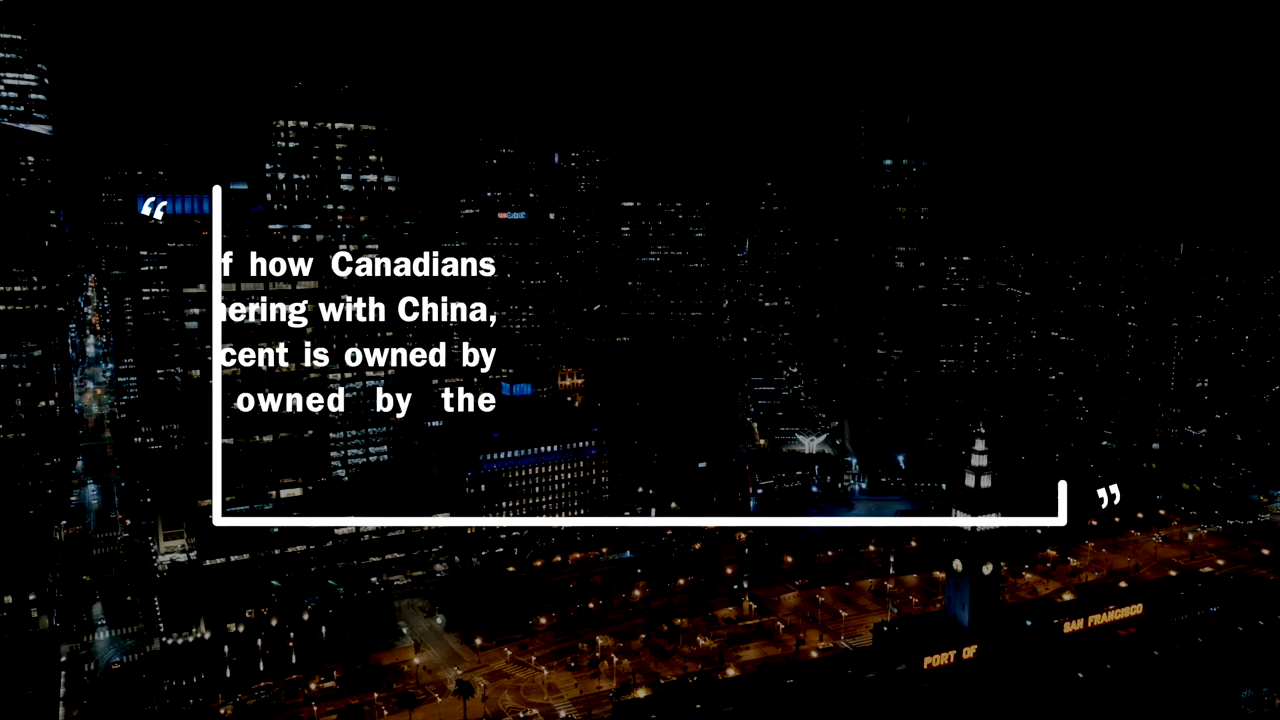 “
f how Canadians
ering with China,
cent is owned by
owned by the
”
PORT OF
SAN FRANCISCO